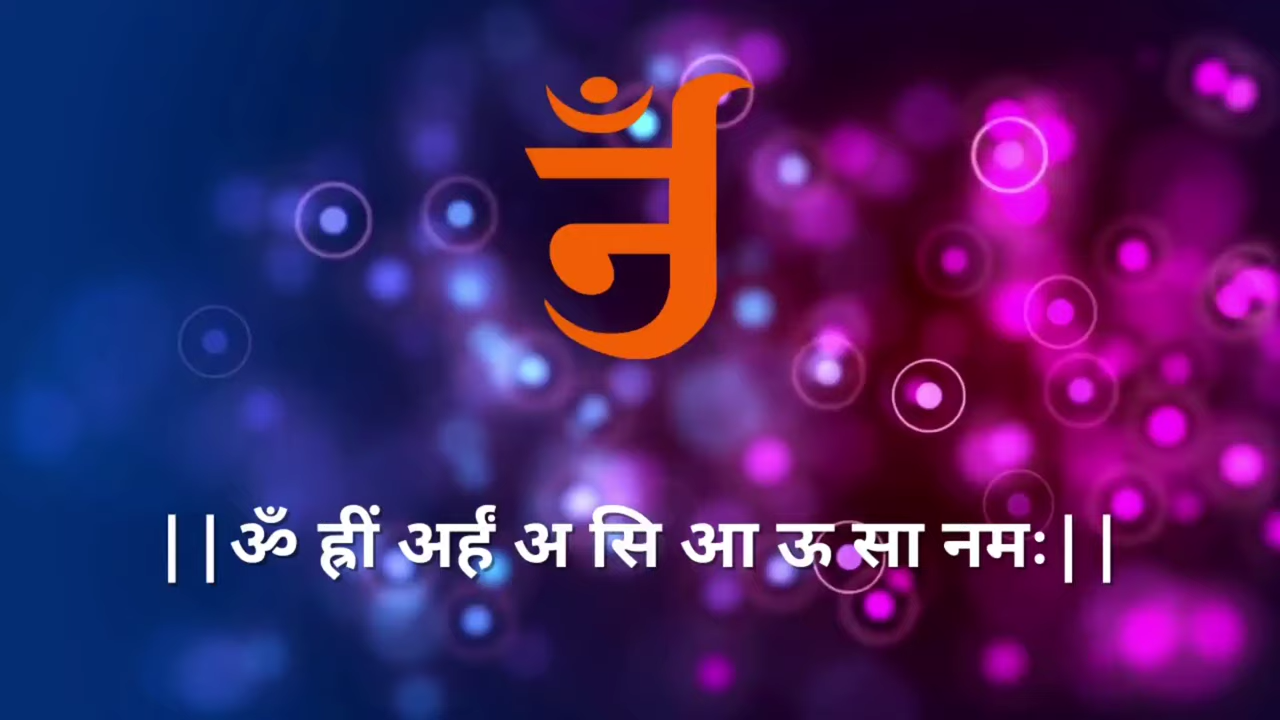 ॐ
||ॐ ह्रीं अर्हं अ सि आ ऊ सा नमः||